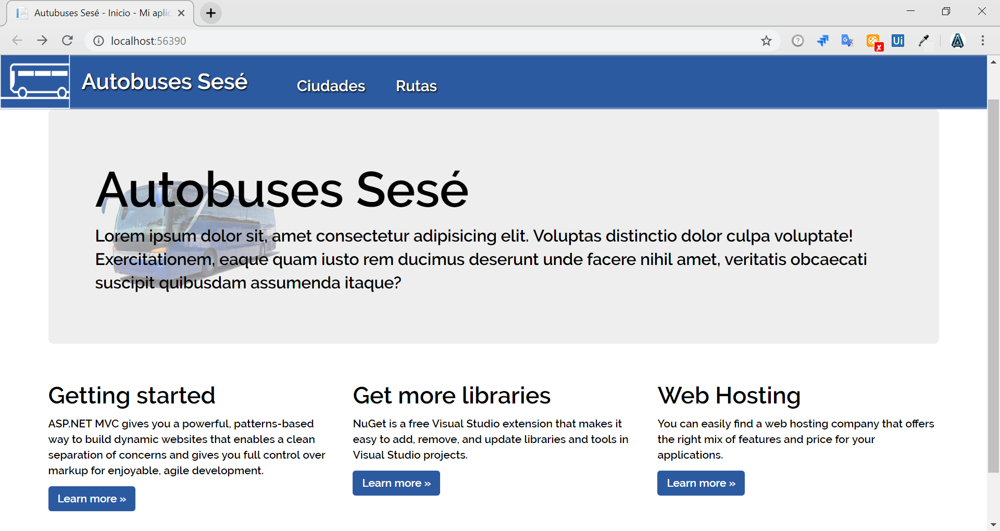 Autubuses Sesé - Inicio - Mi aplic
localhost:56390
Ui
Autobuses Sesé
Ciudades
Rutas
Autobuses Sesé
Lorem ipsum dolor sit, amet consectetur adipisicing elit. Voluptas distinctio dolor culpa voluptate!
Exercitationem, eaque quam iusto rem ducimus deserunt unde facere nihil amet, veritatis obcaecati
suscipit quibusdam assumenda itaque?
Getting started
ASP.NET MVC gives you a powerful, patterns-based
way to build dynamic websites that enables a clean
separation of concerns and gives you full control over
markup for enjoyable, agile development.
Learn more »
Get more libraries
NuGet is a free Visual Studio extension that makes it
easy to add, remove, and update libraries and tools in
Visual Studio projects.
Learn more »
Web Hosting
You can easily find a web hosting company that offers
the right mix of features and price for your
applications.
Learn more »